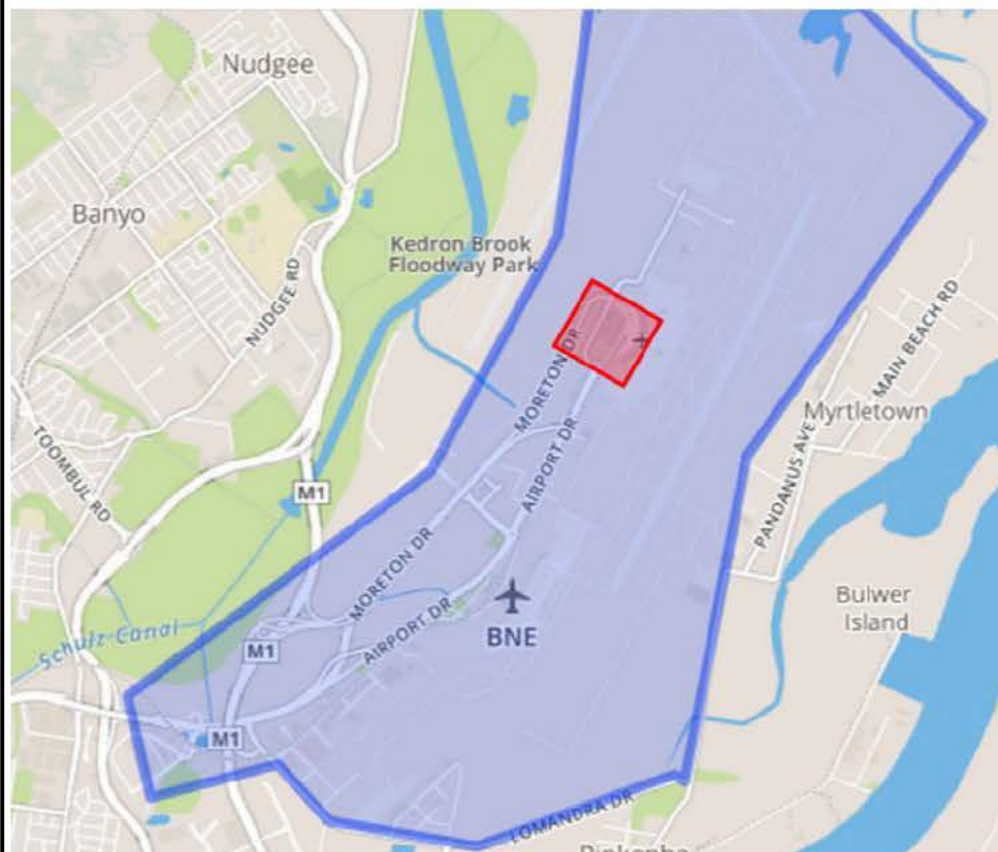 Nudgee
Banyo
Kedron Brook
Floodway Park
NUDGEE RD
MORETON DR
MAIN BEACH RD
Myrtletown
TOOMBUL RD
AIRPORT DR
PANDANUS AVE
M1
MORETON DR
Bulwer
Island
Schulz Canal
M1
AIRPORT DR
BNE
M1
LOMANDRA DR
Pinkenba